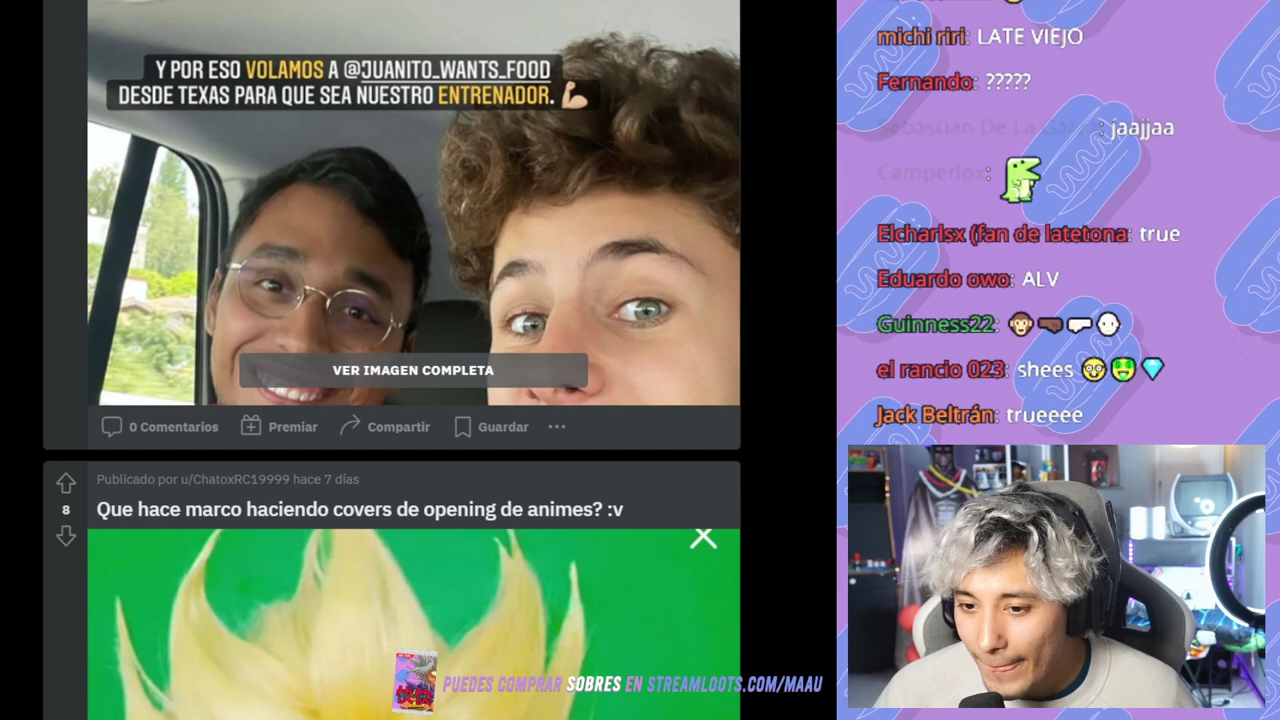 Y POR ESO VOLAMOS A @JUANITO_WANTS_FOOD
DESDE TEXAS PARA QUE SEA NUESTRO ENTRENADOR. 💪🏼
VER IMAGEN COMPLETA
0 Comentarios Premiar Compartir Guardar ...
Publicado por u/ChatoxRC19999 hace 7 días
8
Que hace marco haciendo covers de opening de animes? :v
PUEDES COMPRAR SOBRES EN STREAMLOOTS.COM/MAAU
michi riri: LATE VIEJO
Fernando: ?????
: jaajjaa
Elcharlsx (fan de latetona: true
Eduardo owo: ALV
Guinness22: 🐵🤜🏿💬👨🏻‍🦲
el rancio 023: shees 🤓🤑💎
Jack Beltrán: trueeee